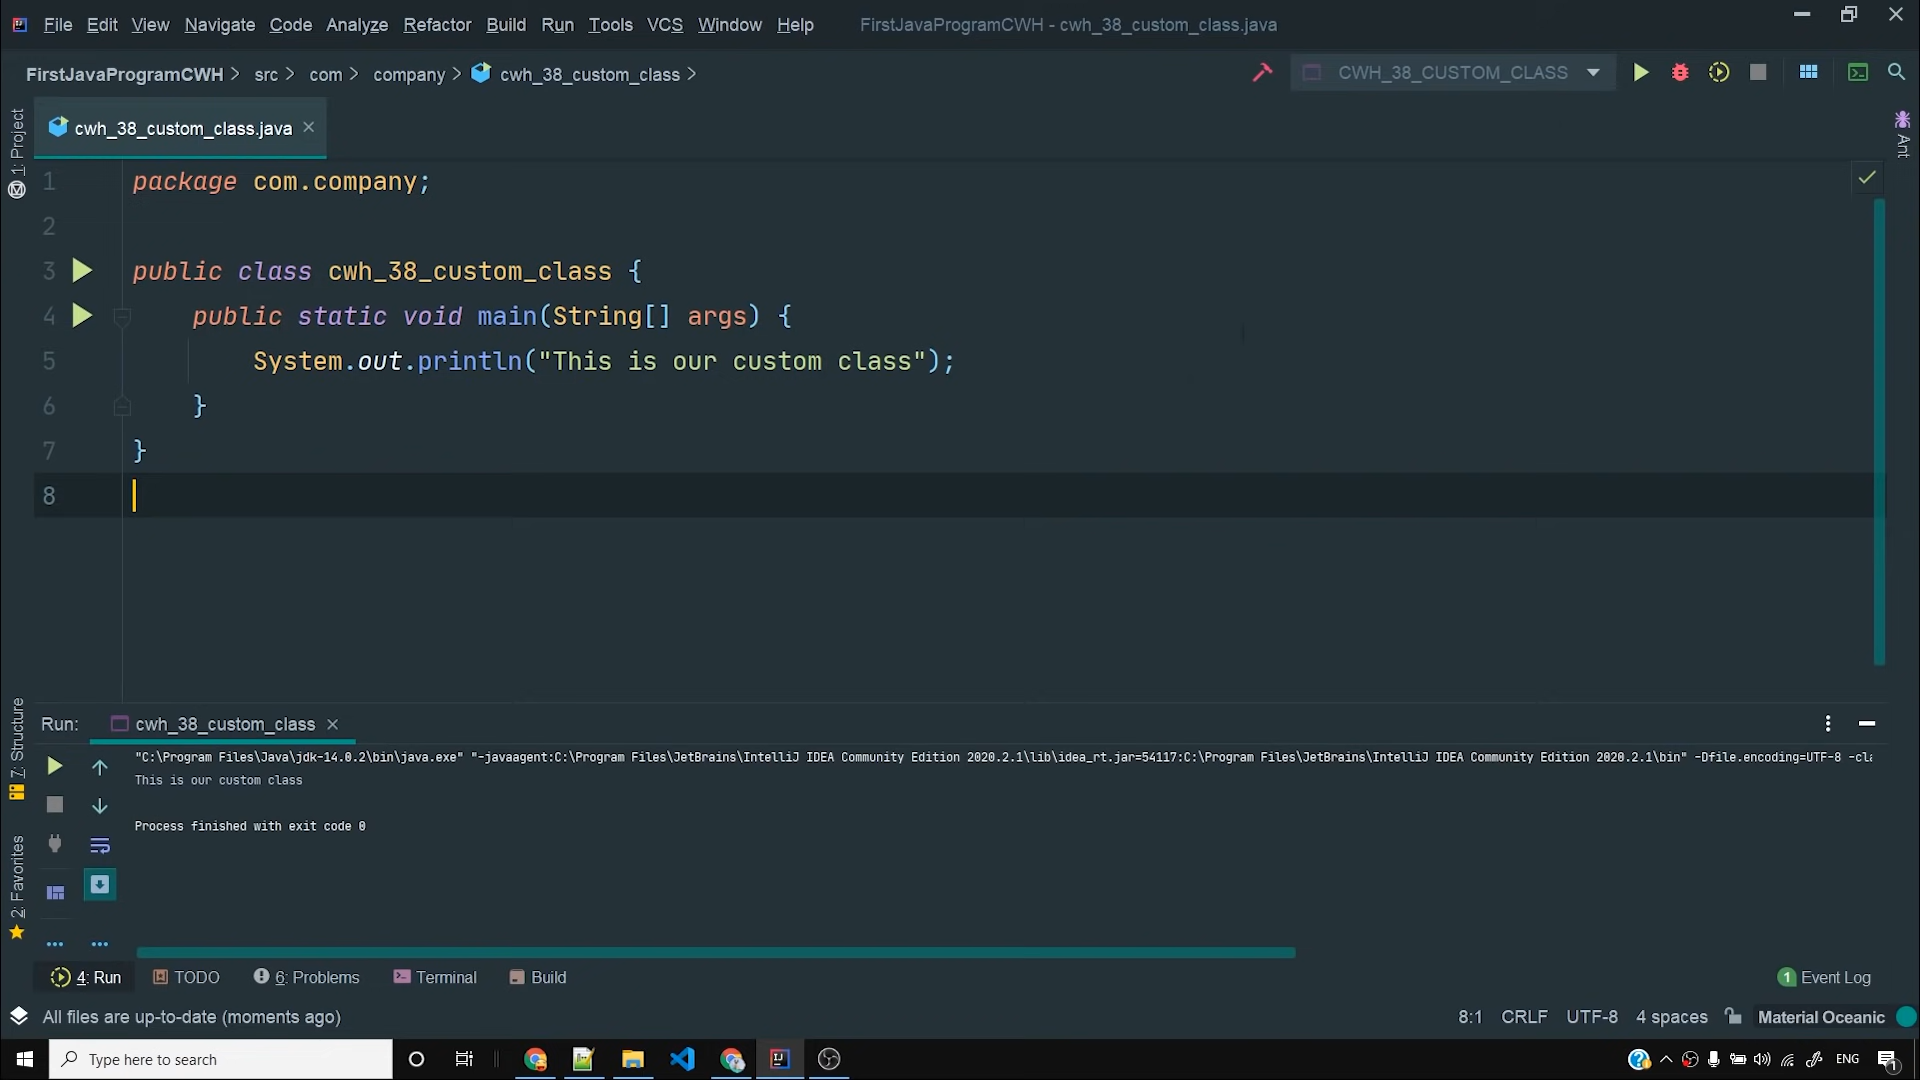 File Edit View Navigate Code Analyze Refactor Build Run Tools VCS Window Help FirstJavaProgramCWH - cwh_38_custom_class.java
FirstJavaProgramCWH src com company cwh_38_custom_class CWH_38_CUSTOM_CLASS
1: Project
cwh_38_custom_class.java
Ant
1 package com.company;
2
3 public class cwh_38_custom_class {
4 public static void main(String[] args) {
5 System.out.println("This is our custom class");
6 }
7 }
8
7: Structure
2: Favorites
Run: cwh_38_custom_class
"C:\Program Files\Java\jdk-14.0.2\bin\java.exe" "-javaagent:C:\Program Files\JetBrains\IntelliJ IDEA Community Edition 2020.2.1\lib\idea_rt.jar=54117:C:\Program Files\JetBrains\IntelliJ IDEA Community Edition 2020.2.1\bin" -Dfile.encoding=UTF-8 -cla
This is our custom class
Process finished with exit code 0
4: Run TODO 6: Problems Terminal Build 1 Event Log
All files are up-to-date (moments ago) 8:1 CRLF UTF-8 4 spaces Material Oceanic
Type here to search ENG 1